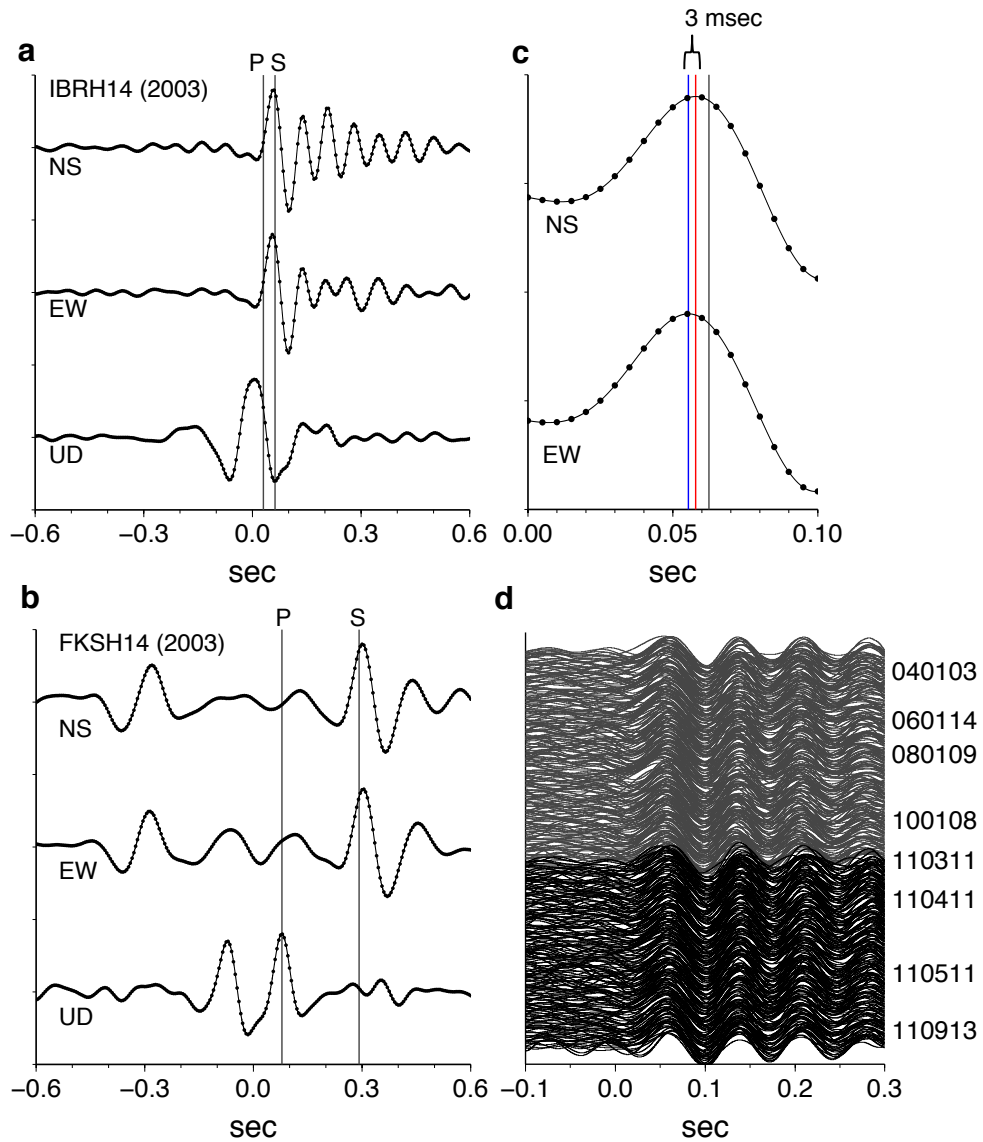 a
P S
IBRH14 (2003)
NS
EW
UD
−0.6 −0.3 0.0 0.3 0.6
sec
3 msec
c
NS
EW
0.00 0.05 0.10
sec
b
P S
FKSH14 (2003)
NS
EW
UD
−0.6 −0.3 0.0 0.3 0.6
sec
d
040103
060114
080109
100108
110311
110411
110511
110913
−0.1 0.0 0.1 0.2 0.3
sec